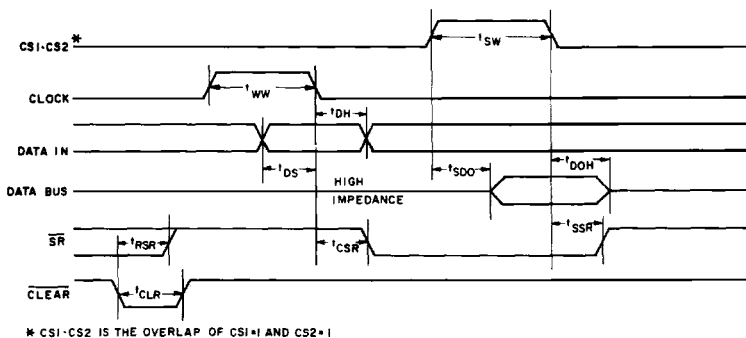 CS1·CS2 *
tSW
CLOCK
tWW
tDH
DATA IN
tDS
tSDO
tDOH
DATA BUS
HIGH
IMPEDANCE
SR
tRSR
tCSR
tSSR
CLEAR
tCLR
* CS1·CS2 IS THE OVERLAP OF CS1=1 AND CS2=1